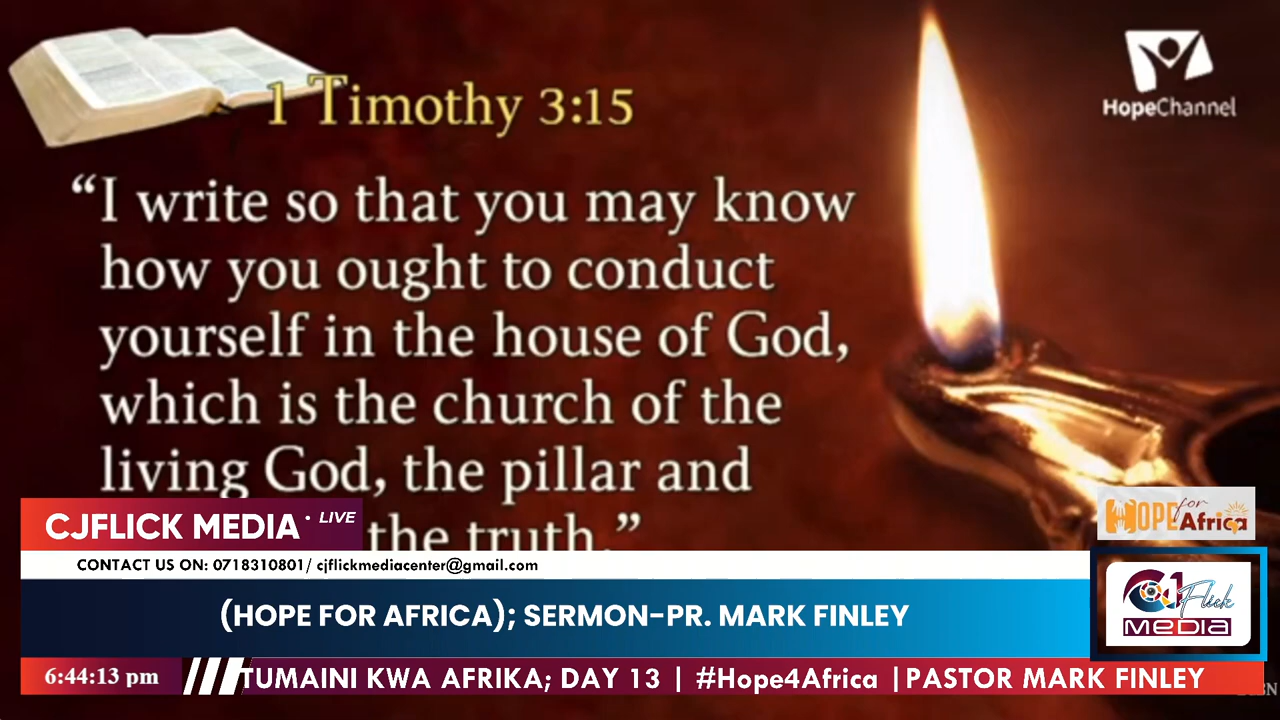 1 Timothy 3:15
HopeChannel
“I write so that you may know
how you ought to conduct
yourself in the house of God,
which is the church of the
living God, the pillar and
the truth.”
CJFLICK MEDIA· LIVE
HOPE for Africa
CONTACT US ON: 0718310801/ cjflickmediacenter@gmail.com
(HOPE FOR AFRICA); SERMON-PR. MARK FINLEY
Flick
MEDIA
6:44:13 pm
TUMAINI KWA AFRIKA; DAY 13 | #Hope4Africa |PASTOR MARK FINLEY